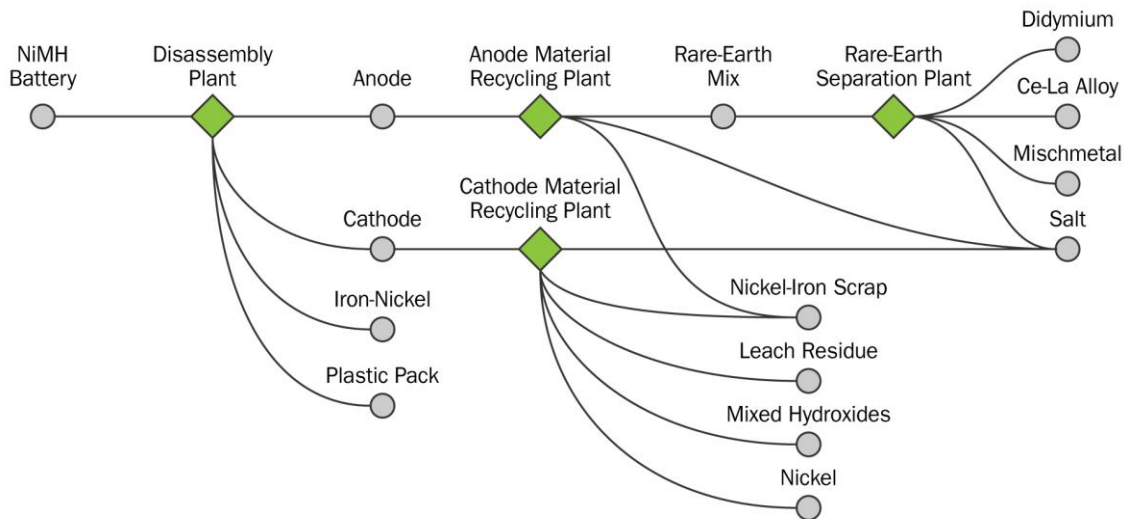 NiMH
Battery
Disassembly
Plant
Anode
Anode Material
Recycling Plant
Rare-Earth
Mix
Rare-Earth
Separation Plant
Didymium
Ce-La Alloy
Mischmetal
Salt
Cathode
Cathode Material
Recycling Plant
Iron-Nickel
Plastic Pack
Nickel-Iron Scrap
Leach Residue
Mixed Hydroxides
Nickel